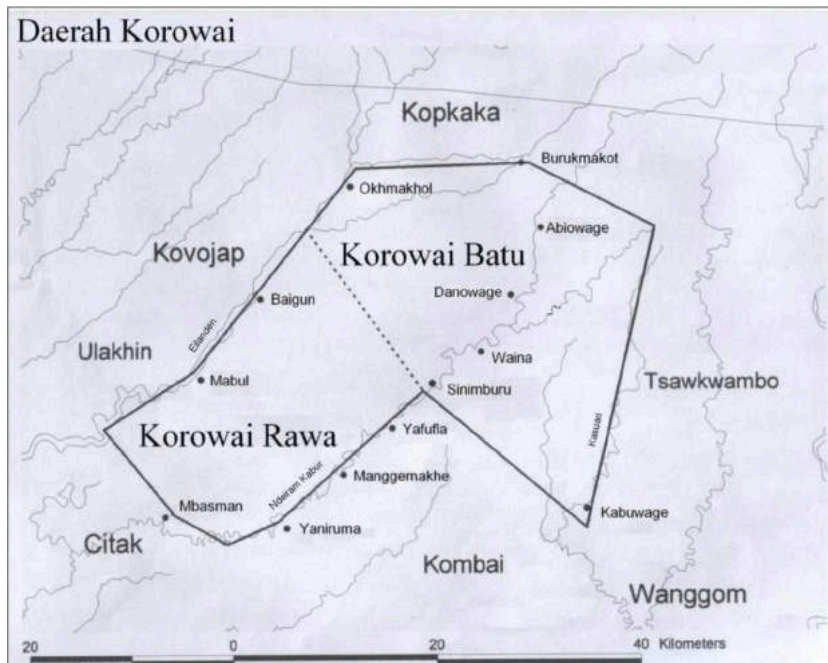 Daerah Korowai
Kopkaka
Burukmakot
Okhmakhol
Abiowage
Kovojap
Korowai Batu
Danowage
Baigun
Eilanden
Ulakhin
Waina
Mabul
Sinimburu
Tsawkwambo
Korowai Rawa
Yafufla
Kasuari
Manggemakhe
Ndeiram Kabur
Mbasman
Kabuwage
Citak
Yaniruma
Kombai
Wanggom
20 0 20 40 Kilometers